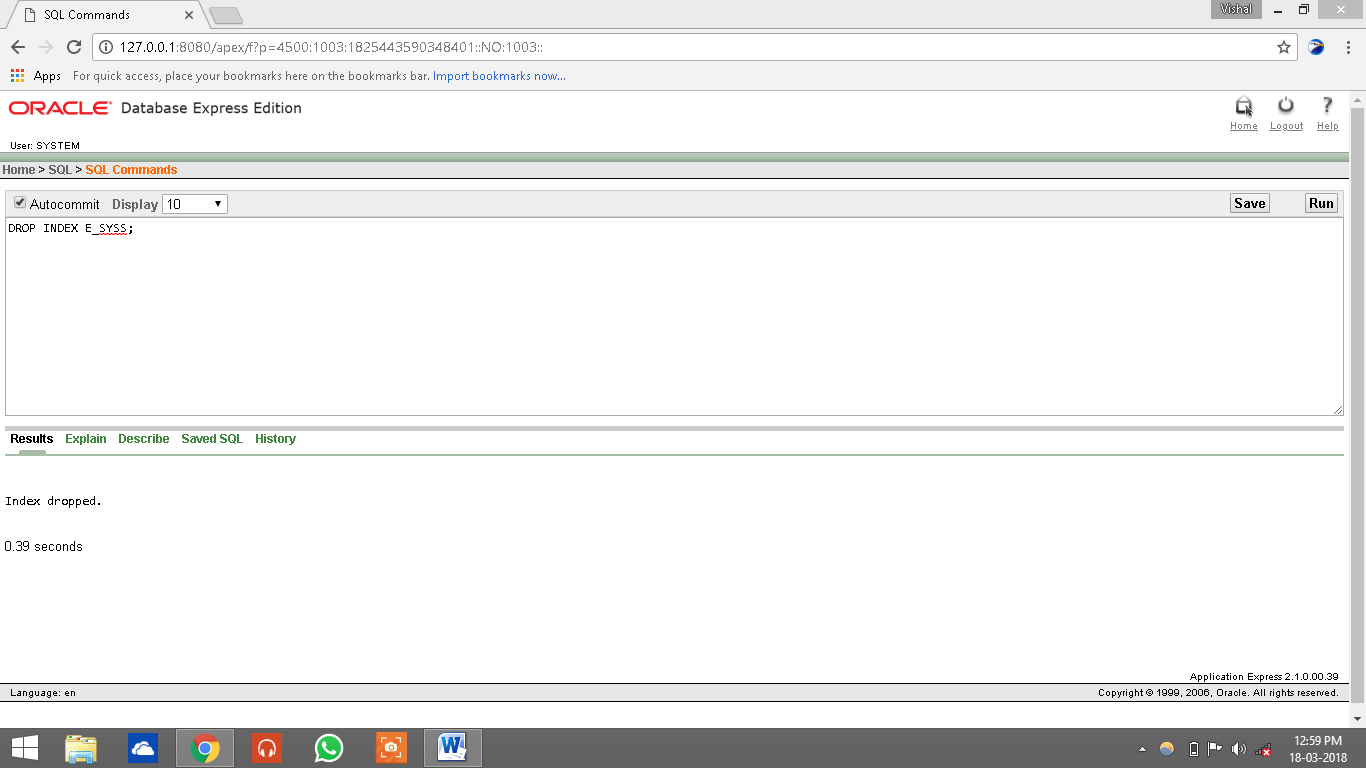 SQL Commands
Vishal
127.0.0.1:8080/apex/f?p=4500:1003:1825443590348401::NO:1003::
Apps For quick access, place your bookmarks here on the bookmarks bar. Import bookmarks now...
ORACLE Database Express Edition
Home Logout Help
User: SYSTEM
Home > SQL > SQL Commands
Autocommit Display 10 Save Run
DROP INDEX E_SYSS;
Results Explain Describe Saved SQL History
Index dropped.
0.39 seconds
Application Express 2.1.0.00.39
Language: en Copyright © 1999, 2006, Oracle. All rights reserved.
12:59 PM
18-03-2018